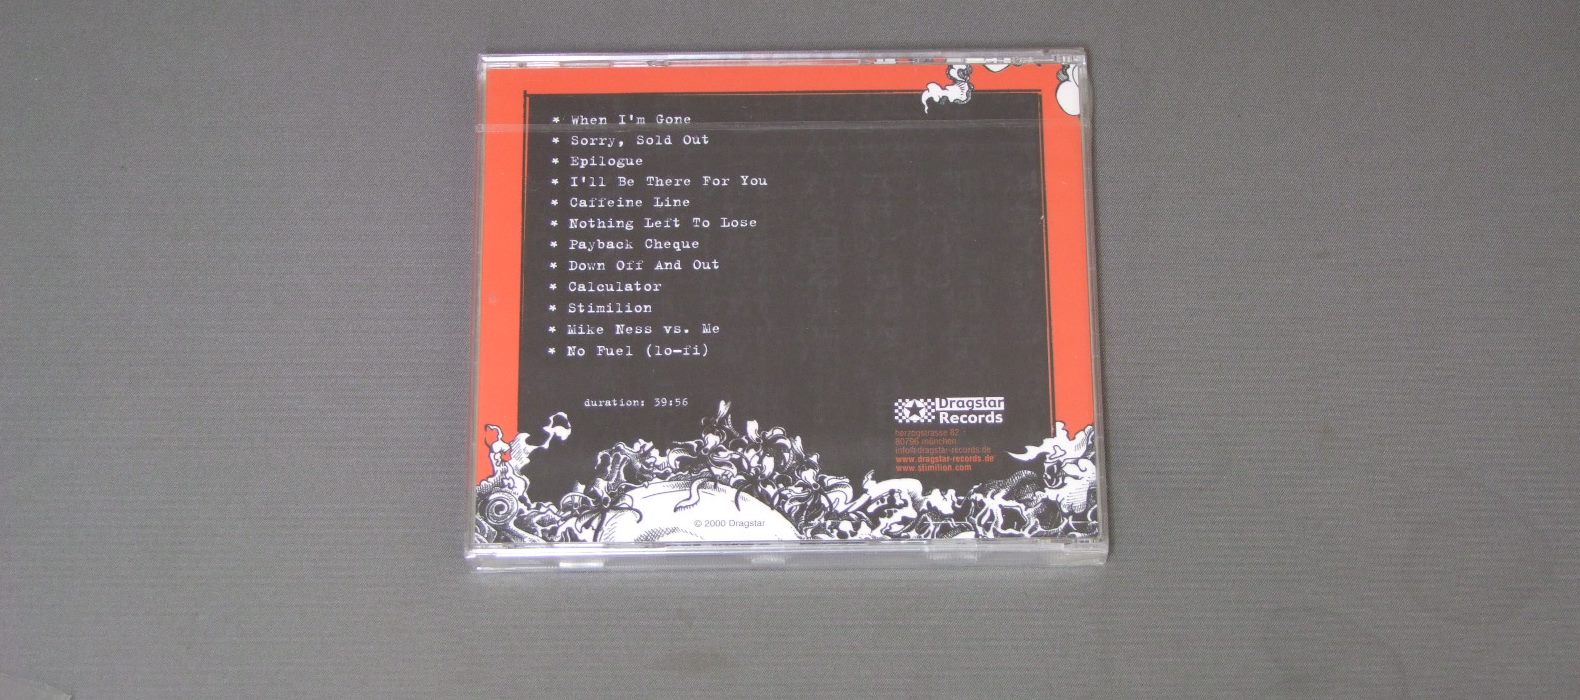 * When I'm Gone
* Sorry, Sold Out
* Epilogue
* I'll Be There For You
* Caffeine Line
* Nothing Left To Lose
* Payback Cheque
* Down Off And Out
* Calculator
* Stimilion
* Mike Ness vs. Me
* No Fuel (lo-fi)
duration: 39:56
Dragstar
Records
herzogstrasse 82
80796 münchen
info@dragstar-records.de
www.dragstar-records.de
www.stimilion.com
© 2000 Dragstar